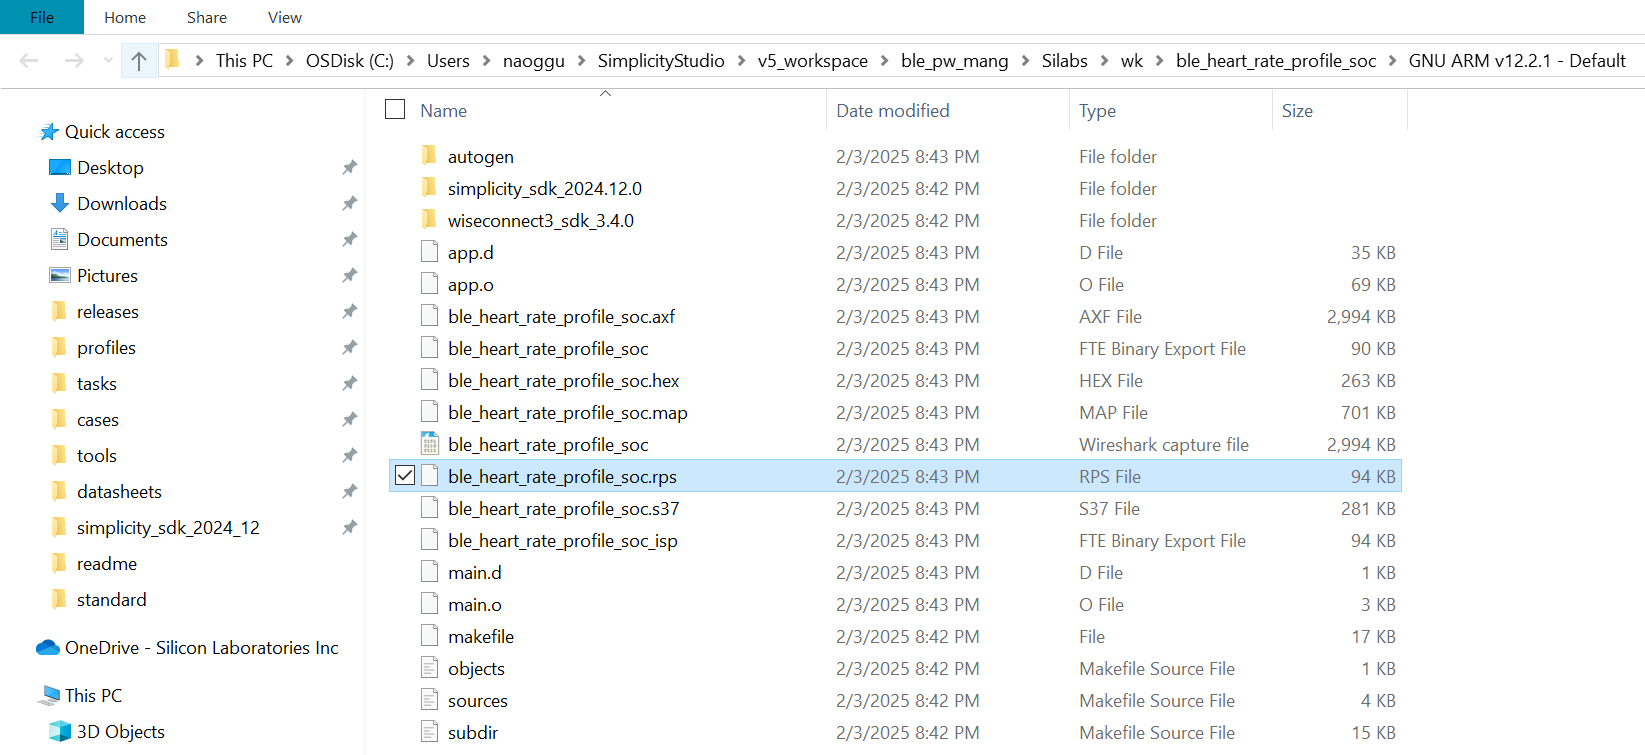 File Home Share View
This PC > OSDisk (C:) > Users > naoggu > SimplicityStudio > v5_workspace > ble_pw_mang > Silabs > wk > ble_heart_rate_profile_soc > GNU ARM v12.2.1 - Default
Quick access
Desktop
Downloads
Documents
Pictures
releases
profiles
tasks
cases
tools
datasheets
simplicity_sdk_2024_12
readme
standard
OneDrive - Silicon Laboratories Inc
This PC
3D Objects
Name Date modified Type Size
autogen 2/3/2025 8:43 PM File folder
simplicity_sdk_2024.12.0 2/3/2025 8:42 PM File folder
wiseconnect3_sdk_3.4.0 2/3/2025 8:42 PM File folder
app.d 2/3/2025 8:43 PM D File 35 KB
app.o 2/3/2025 8:43 PM O File 69 KB
ble_heart_rate_profile_soc.axf 2/3/2025 8:43 PM AXF File 2,994 KB
ble_heart_rate_profile_soc 2/3/2025 8:43 PM FTE Binary Export File 90 KB
ble_heart_rate_profile_soc.hex 2/3/2025 8:43 PM HEX File 263 KB
ble_heart_rate_profile_soc.map 2/3/2025 8:43 PM MAP File 701 KB
ble_heart_rate_profile_soc 2/3/2025 8:43 PM Wireshark capture file 2,994 KB
ble_heart_rate_profile_soc.rps 2/3/2025 8:43 PM RPS File 94 KB
ble_heart_rate_profile_soc.s37 2/3/2025 8:43 PM S37 File 281 KB
ble_heart_rate_profile_soc_isp 2/3/2025 8:43 PM FTE Binary Export File 94 KB
main.d 2/3/2025 8:43 PM D File 1 KB
main.o 2/3/2025 8:43 PM O File 3 KB
makefile 2/3/2025 8:42 PM File 17 KB
objects 2/3/2025 8:42 PM Makefile Source File 1 KB
sources 2/3/2025 8:42 PM Makefile Source File 4 KB
subdir 2/3/2025 8:42 PM Makefile Source File 15 KB